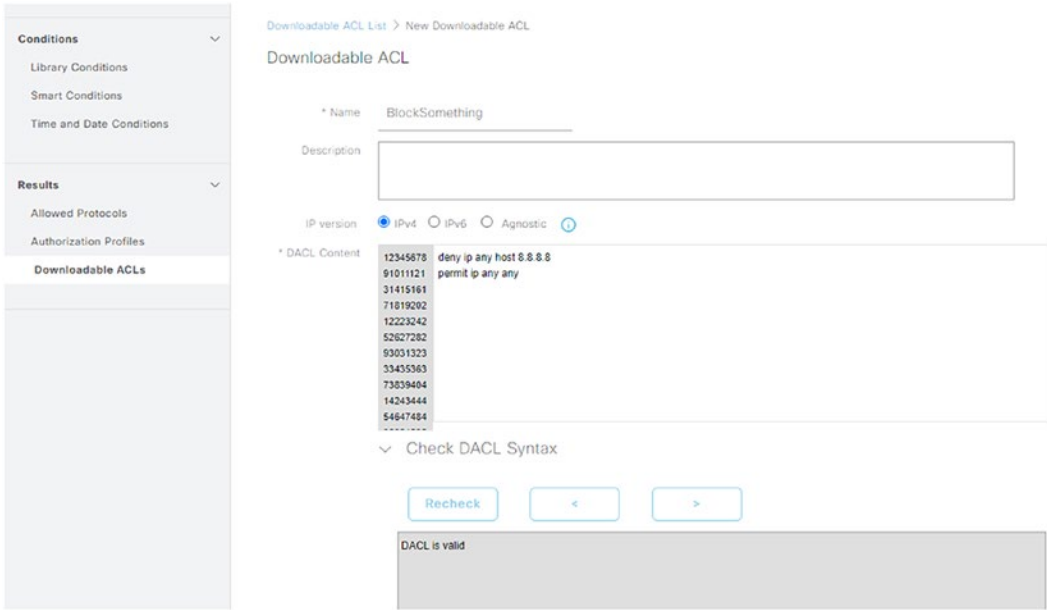 Downloadable ACL List > New Downloadable ACL
Conditions
Library Conditions
Smart Conditions
Time and Date Conditions
Results
Allowed Protocols
Authorization Profiles
Downloadable ACLs
Downloadable ACL
* Name BlockSomething
Description
IP version IPv4 IPv6 Agnostic
* DACL Content
12345678 deny ip any host 8.8.8.8
91011121 permit ip any any
31415161
71819202
12223242
52627282
93031323
33435363
73839404
14243444
54647484
Check DACL Syntax
Recheck < >
DACL is valid